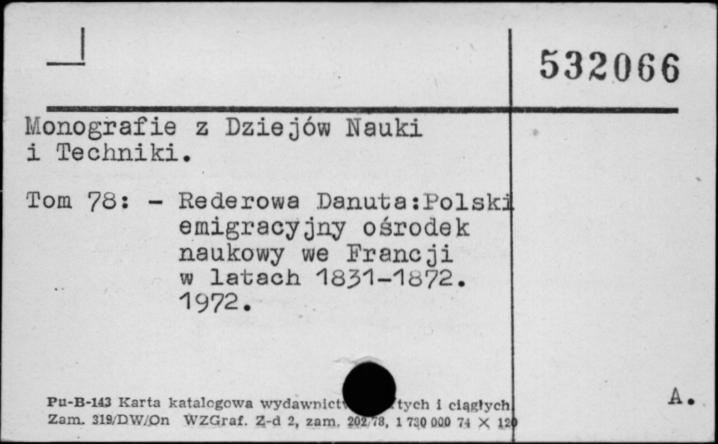 532066
Monografie z Dziejów Nauki
i Techniki.
Tom 78: - Rederowa Danuta:Polski
emigracyjny ośrodek
naukowy we Francji
w latach 1831-1872.
1972.
A.
Pu-B-143 Karta katalogowa wydawnict tych i ciągłych
Zam. 319/DW/On WZGraf. Z-d 2, zam. 202/78, 1 730 000 74 X 120